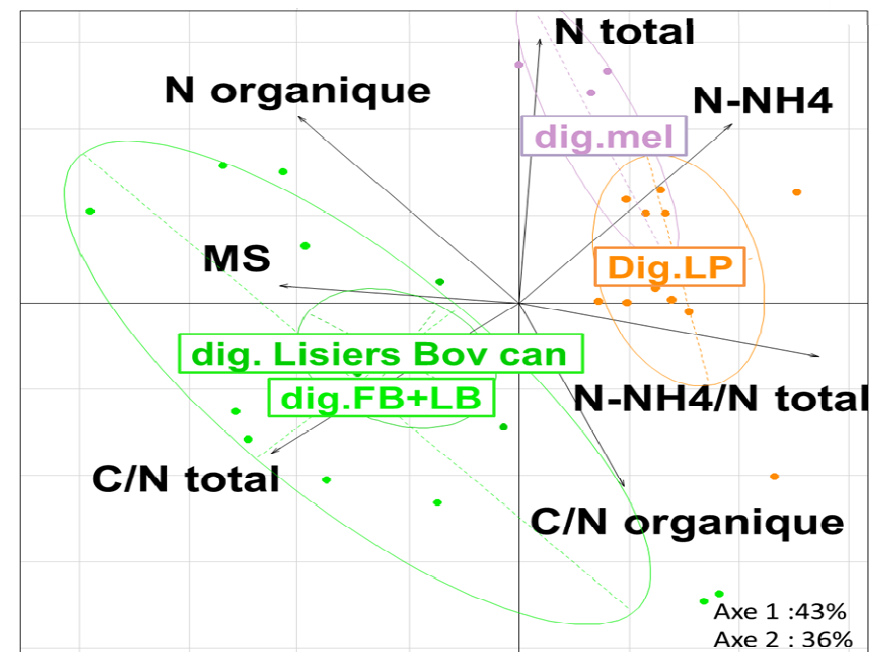 N total
N organique
N-NH4
dig.mel
MS
Dig.LP
dig. Lisiers Bov can
dig.FB+LB
N-NH4/N total
C/N total
C/N organique
Axe 1 :43%
Axe 2 : 36%